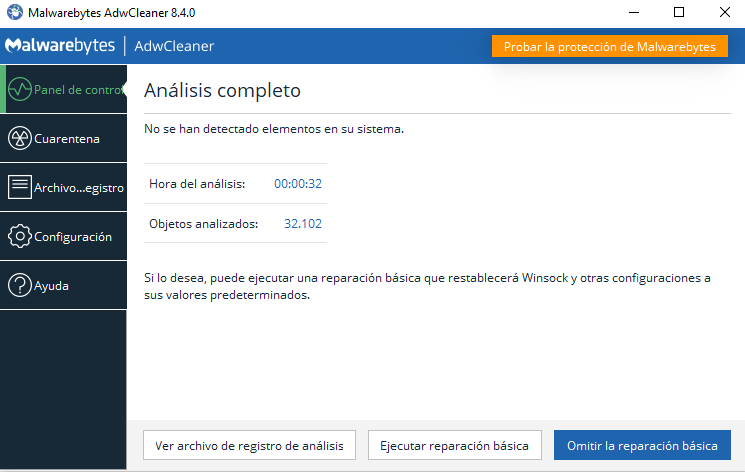 Malwarebytes AdwCleaner 8.4.0
Malwarebytes | AdwCleaner
Probar la protección de Malwarebytes
Panel de contro
Cuarentena
Archivo...egistro
Configuración
Ayuda
Análisis completo
No se han detectado elementos en su sistema.
Hora del análisis: 00:00:32
Objetos analizados: 32.102
Si lo desea, puede ejecutar una reparación básica que restablecerá Winsock y otras configuraciones a
sus valores predeterminados.
Ver archivo de registro de análisis
Ejecutar reparación básica
Omitir la reparación básica